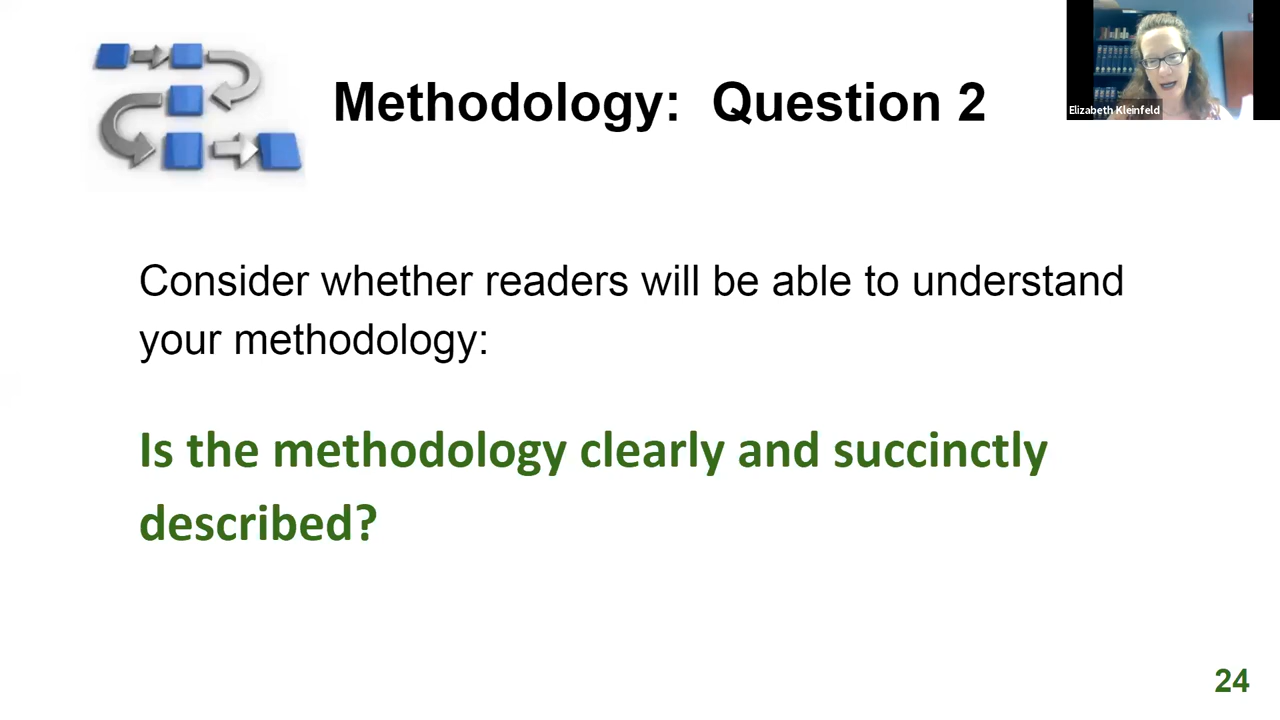 Methodology: Question 2
Elizabeth Kleinfeld
Consider whether readers will be able to understand
your methodology:
Is the methodology clearly and succinctly
described?
24